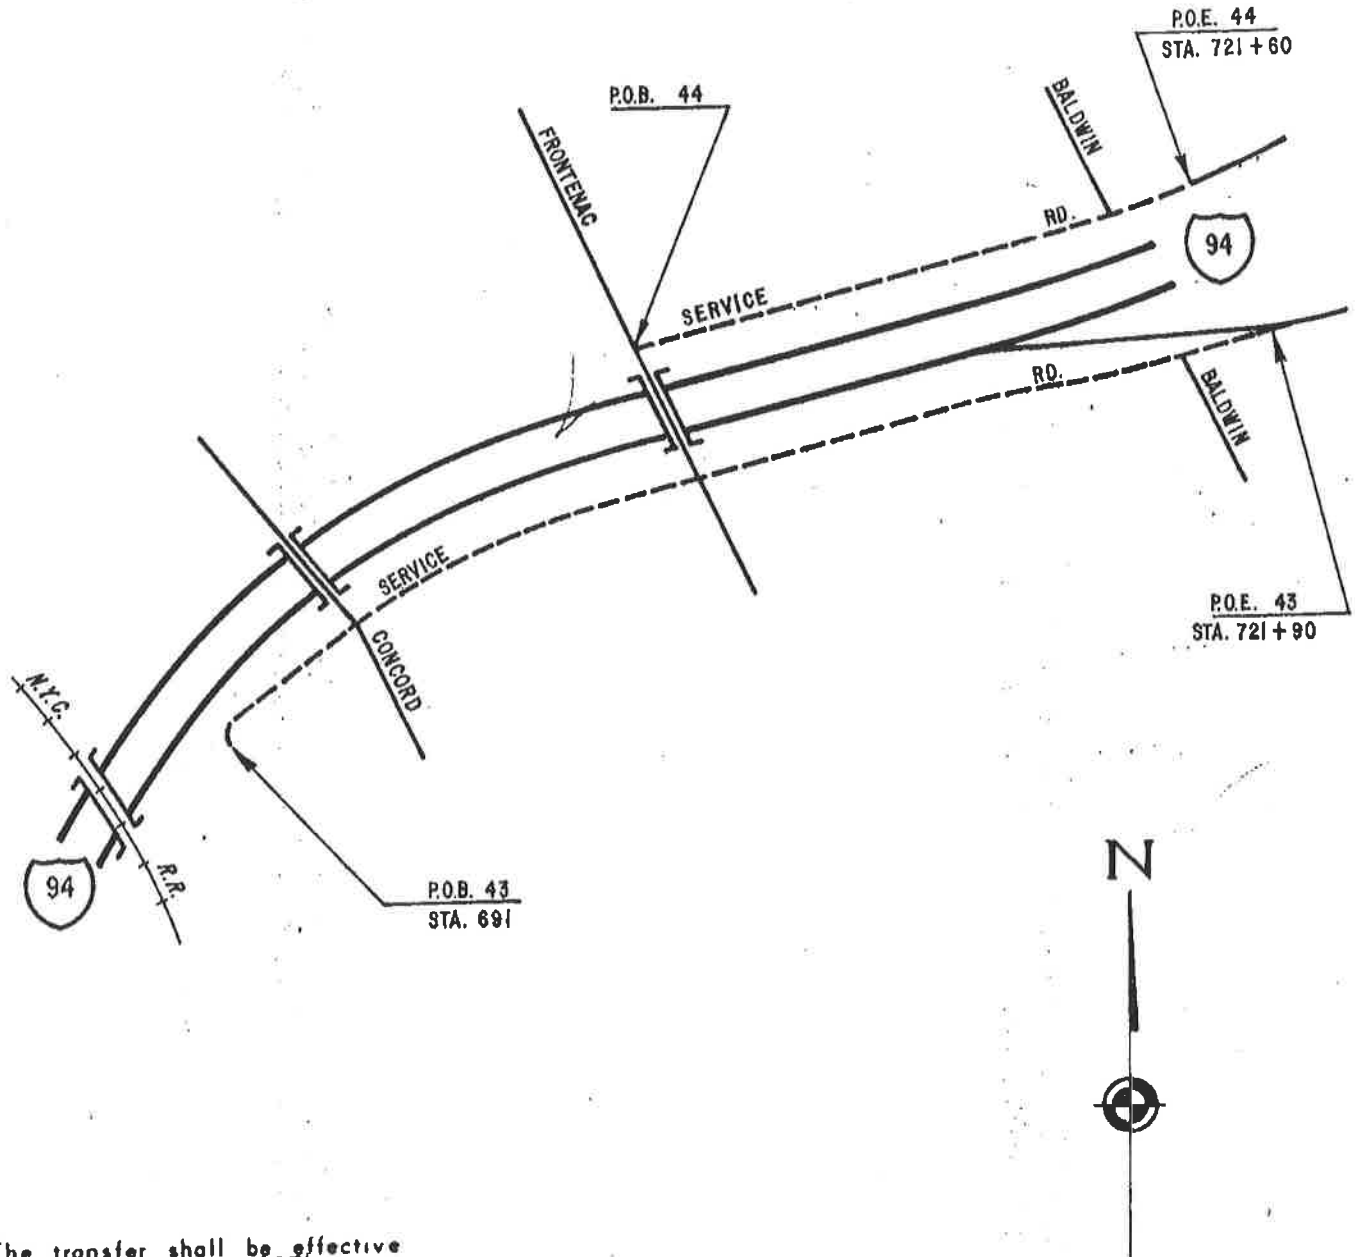 P.O.E. 44
STA. 721+60
P.O.B. 44
BALDWIN
FRONTENAC
RD.
94
SERVICE
RD.
BALDWIN
SERVICE
P.O.E. 43
STA. 721+90
CONCORD
N.Y.C.
R.R.
94
P.O.B. 43
STA. 691
N
The transfer shall be effective